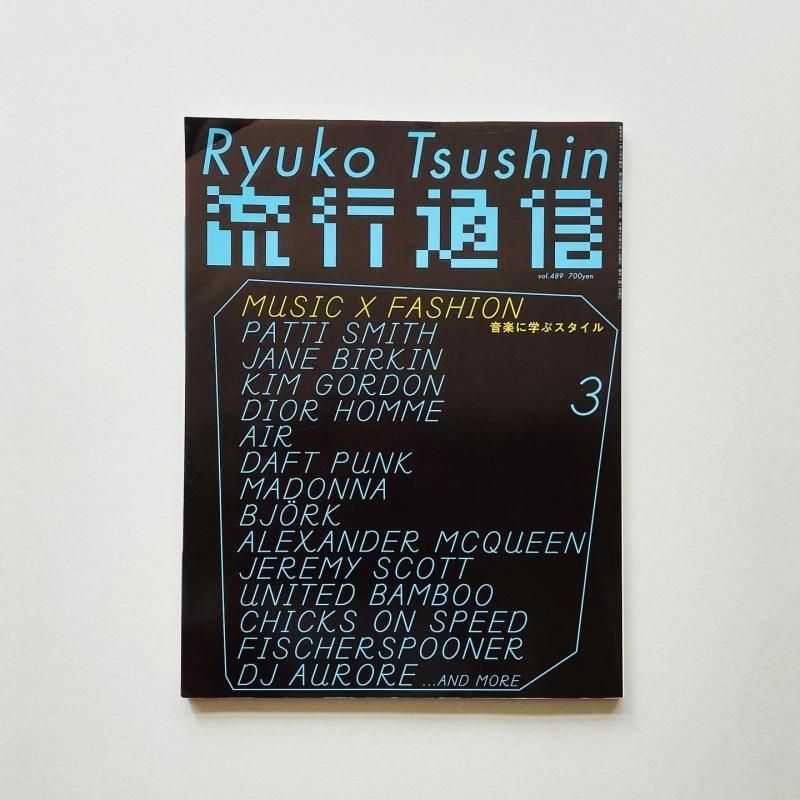 Ryuko Tsushin
流行通信
vol.489 700yen
MUSIC X FASHION
音楽に学ぶスタイル
PATTI SMITH
JANE BIRKIN
KIM GORDON
3
DIOR HOMME
AIR
DAFT PUNK
MADONNA
BJÖRK
ALEXANDER MCQUEEN
JEREMY SCOTT
UNITED BAMBOO
CHICKS ON SPEED
FISCHERSPOONER
DJ AURORE ...AND MORE